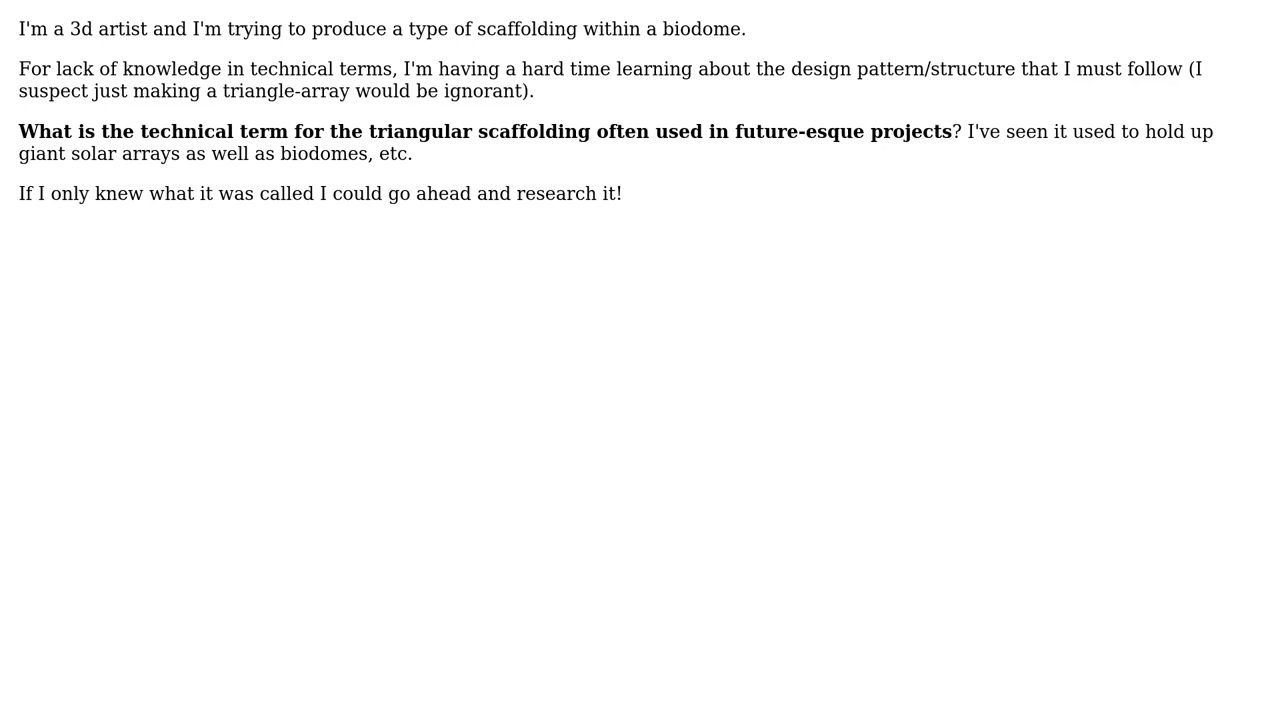 I'm a 3d artist and I'm trying to produce a type of scaffolding within a biodome.
For lack of knowledge in technical terms, I'm having a hard time learning about the design pattern/structure that I must follow (I
suspect just making a triangle-array would be ignorant).
What is the technical term for the triangular scaffolding often used in future-esque projects? I've seen it used to hold up
giant solar arrays as well as biodomes, etc.
If I only knew what it was called I could go ahead and research it!